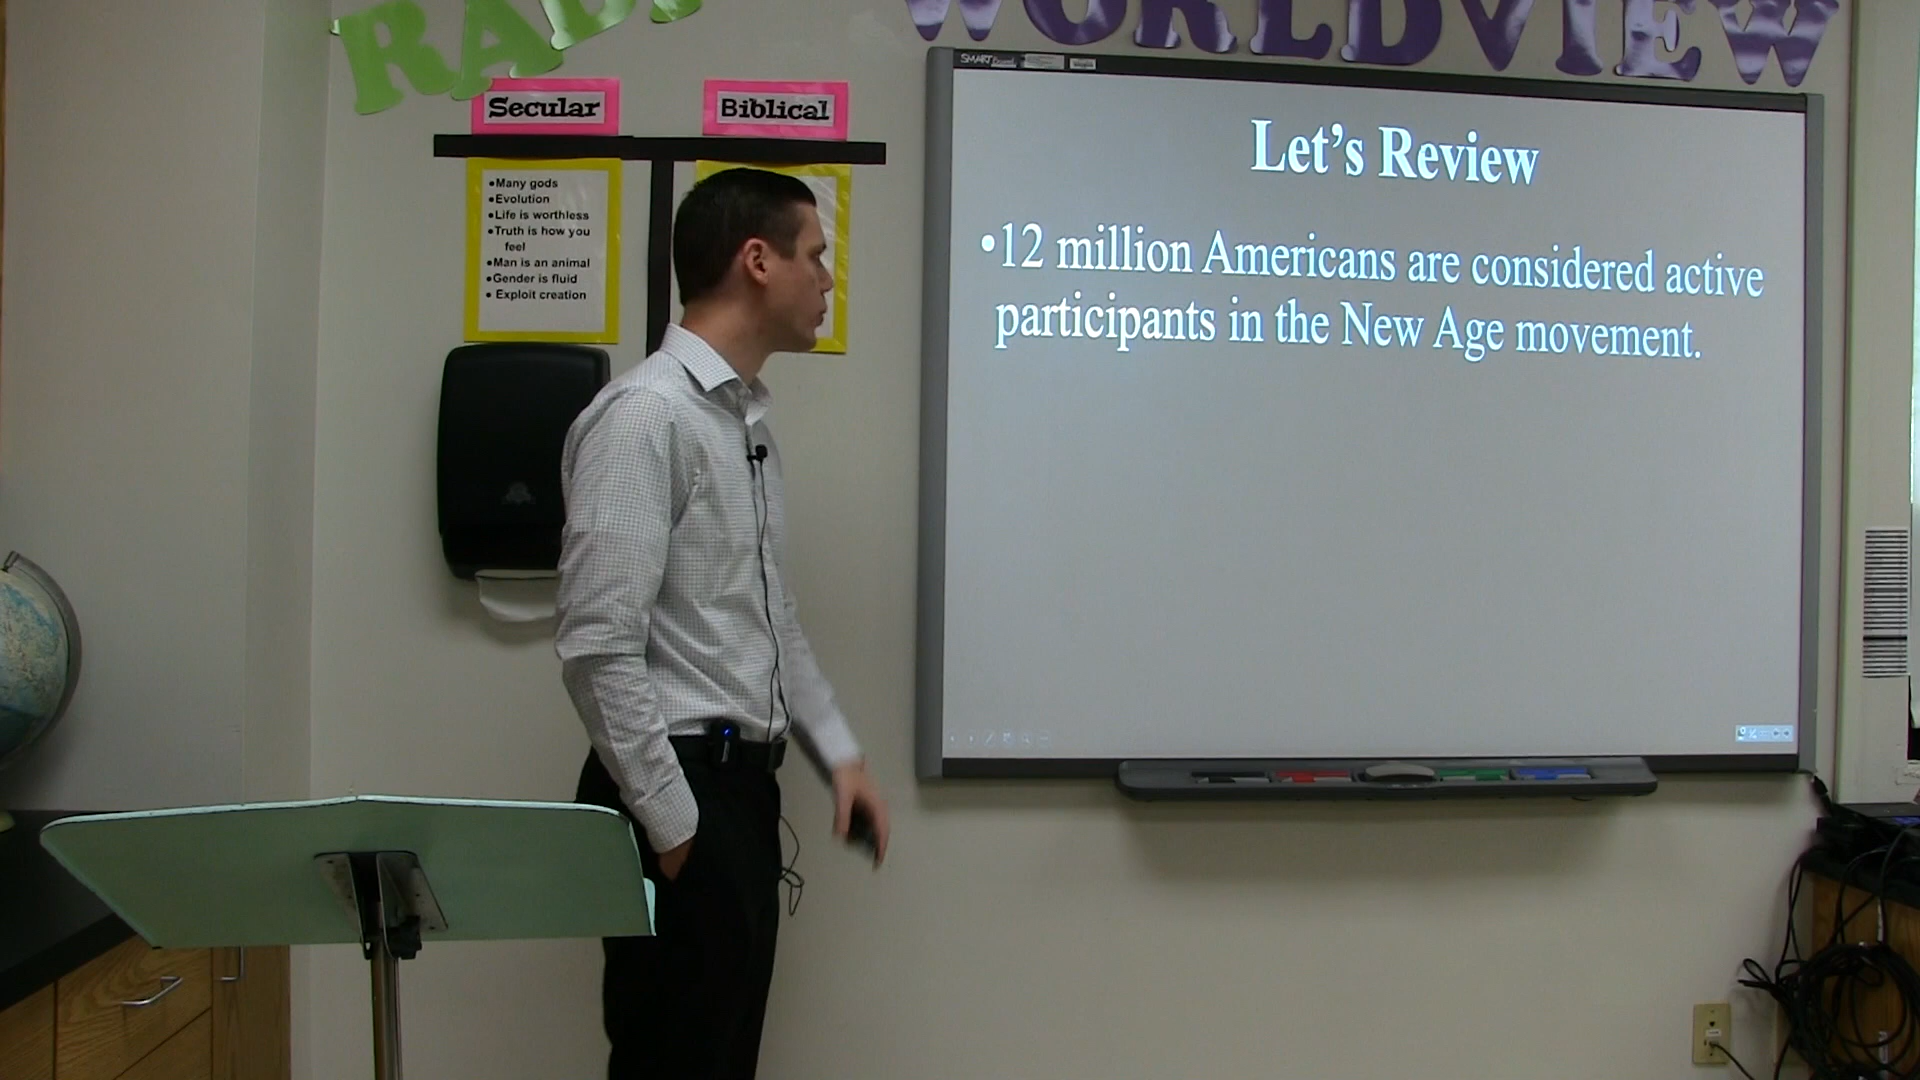 WORLDVIEW
SMART
Secular
Biblical
•Many gods
•Evolution
•Life is worthless
•Truth is how you
feel
•Man is an animal
•Gender is fluid
• Exploit creation
Let's Review
•12 million Americans are considered active
participants in the New Age movement.